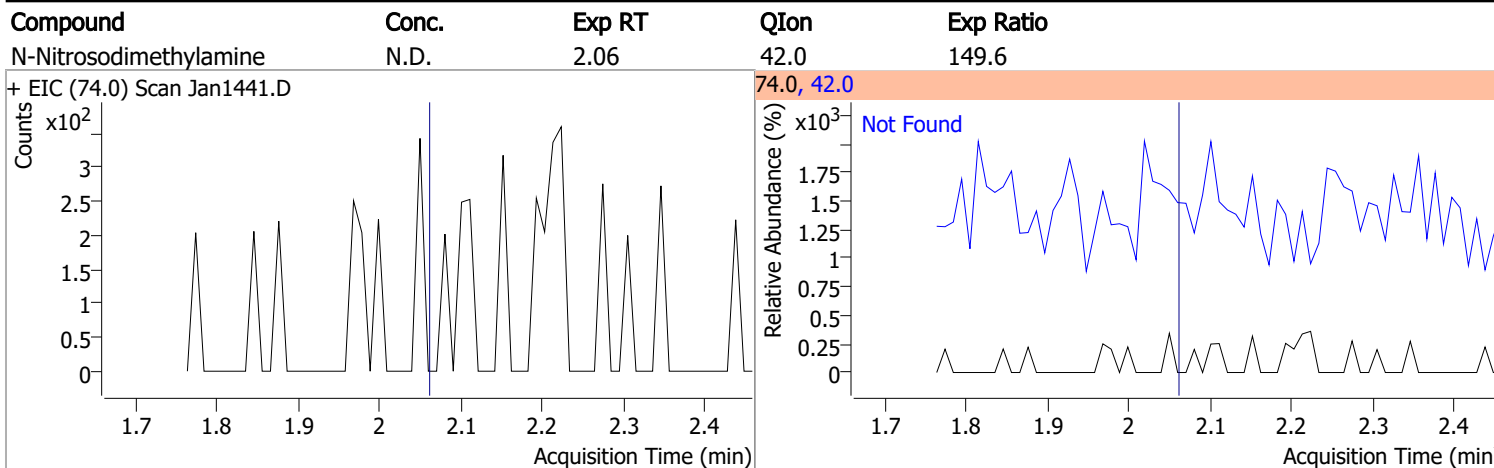 Compound Conc. Exp RT QIon Exp Ratio
N-Nitrosodimethylamine N.D. 2.06 42.0 149.6
+ EIC (74.0) Scan Jan1441.D
Counts
x10²
3
2.5
2
1.5
1
0.5
0
1.7 1.8 1.9 2 2.1 2.2 2.3 2.4
Acquisition Time (min)
74.0, 42.0
Relative Abundance (%)
x10³
Not Found
1.75
1.5
1.25
1
0.75
0.5
0.25
0
1.7 1.8 1.9 2 2.1 2.2 2.3 2.4
Acquisition Time (min